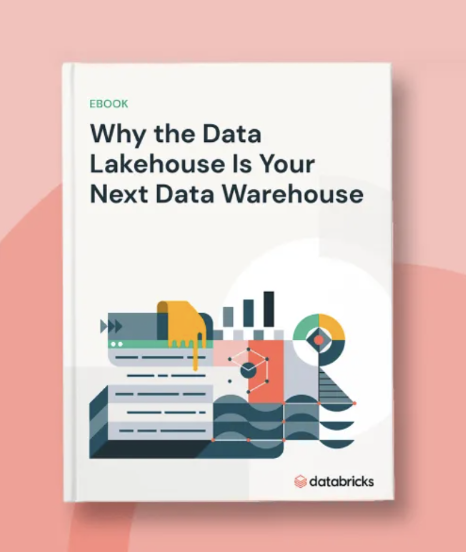 EBOOK
Why the Data
Lakehouse Is Your
Next Data Warehouse
databricks